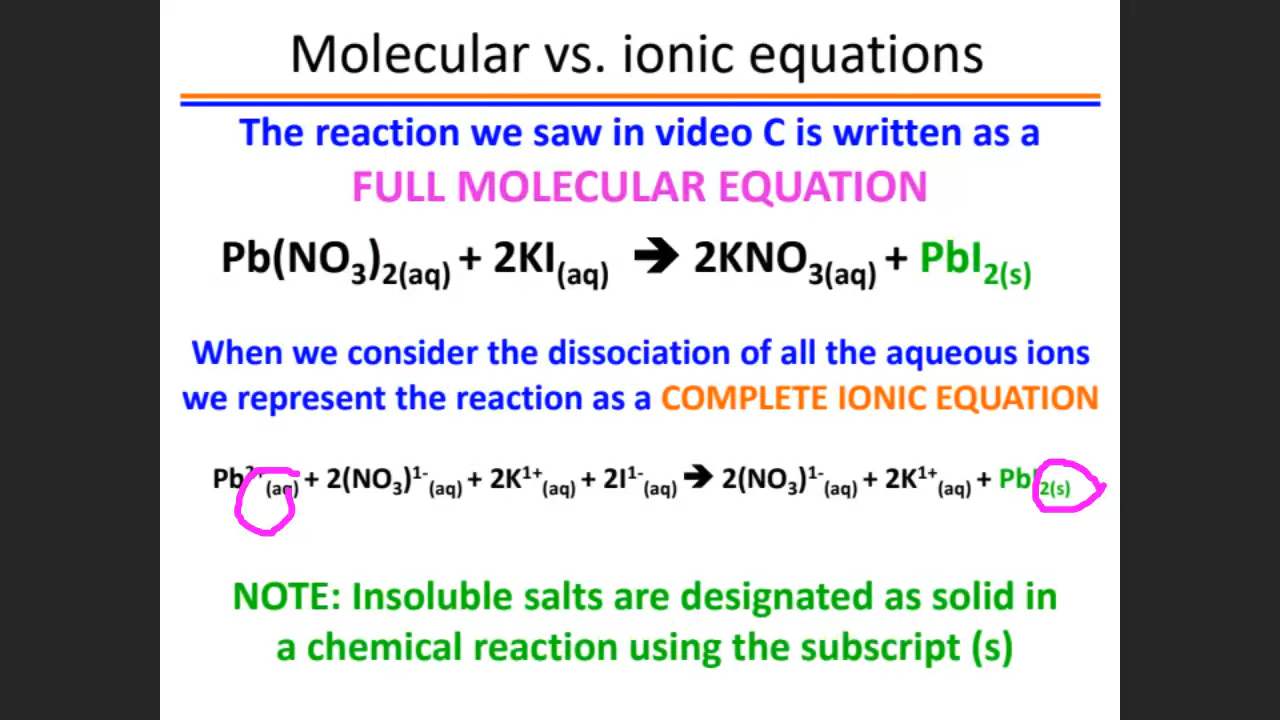 Molecular vs. ionic equations
The reaction we saw in video C is written as a
FULL MOLECULAR EQUATION
Pb(NO₃)₂(aq) + 2KI(aq) ➔ 2KNO₃(aq) + PbI₂(s)
When we consider the dissociation of all the aqueous ions
we represent the reaction as a COMPLETE IONIC EQUATION
Pb²⁺(aq) + 2(NO₃)¹⁻(aq) + 2K¹⁺(aq) + 2I¹⁻(aq) ➔ 2(NO₃)¹⁻(aq) + 2K¹⁺(aq) + PbI₂(s)
NOTE: Insoluble salts are designated as solid in
a chemical reaction using the subscript (s)